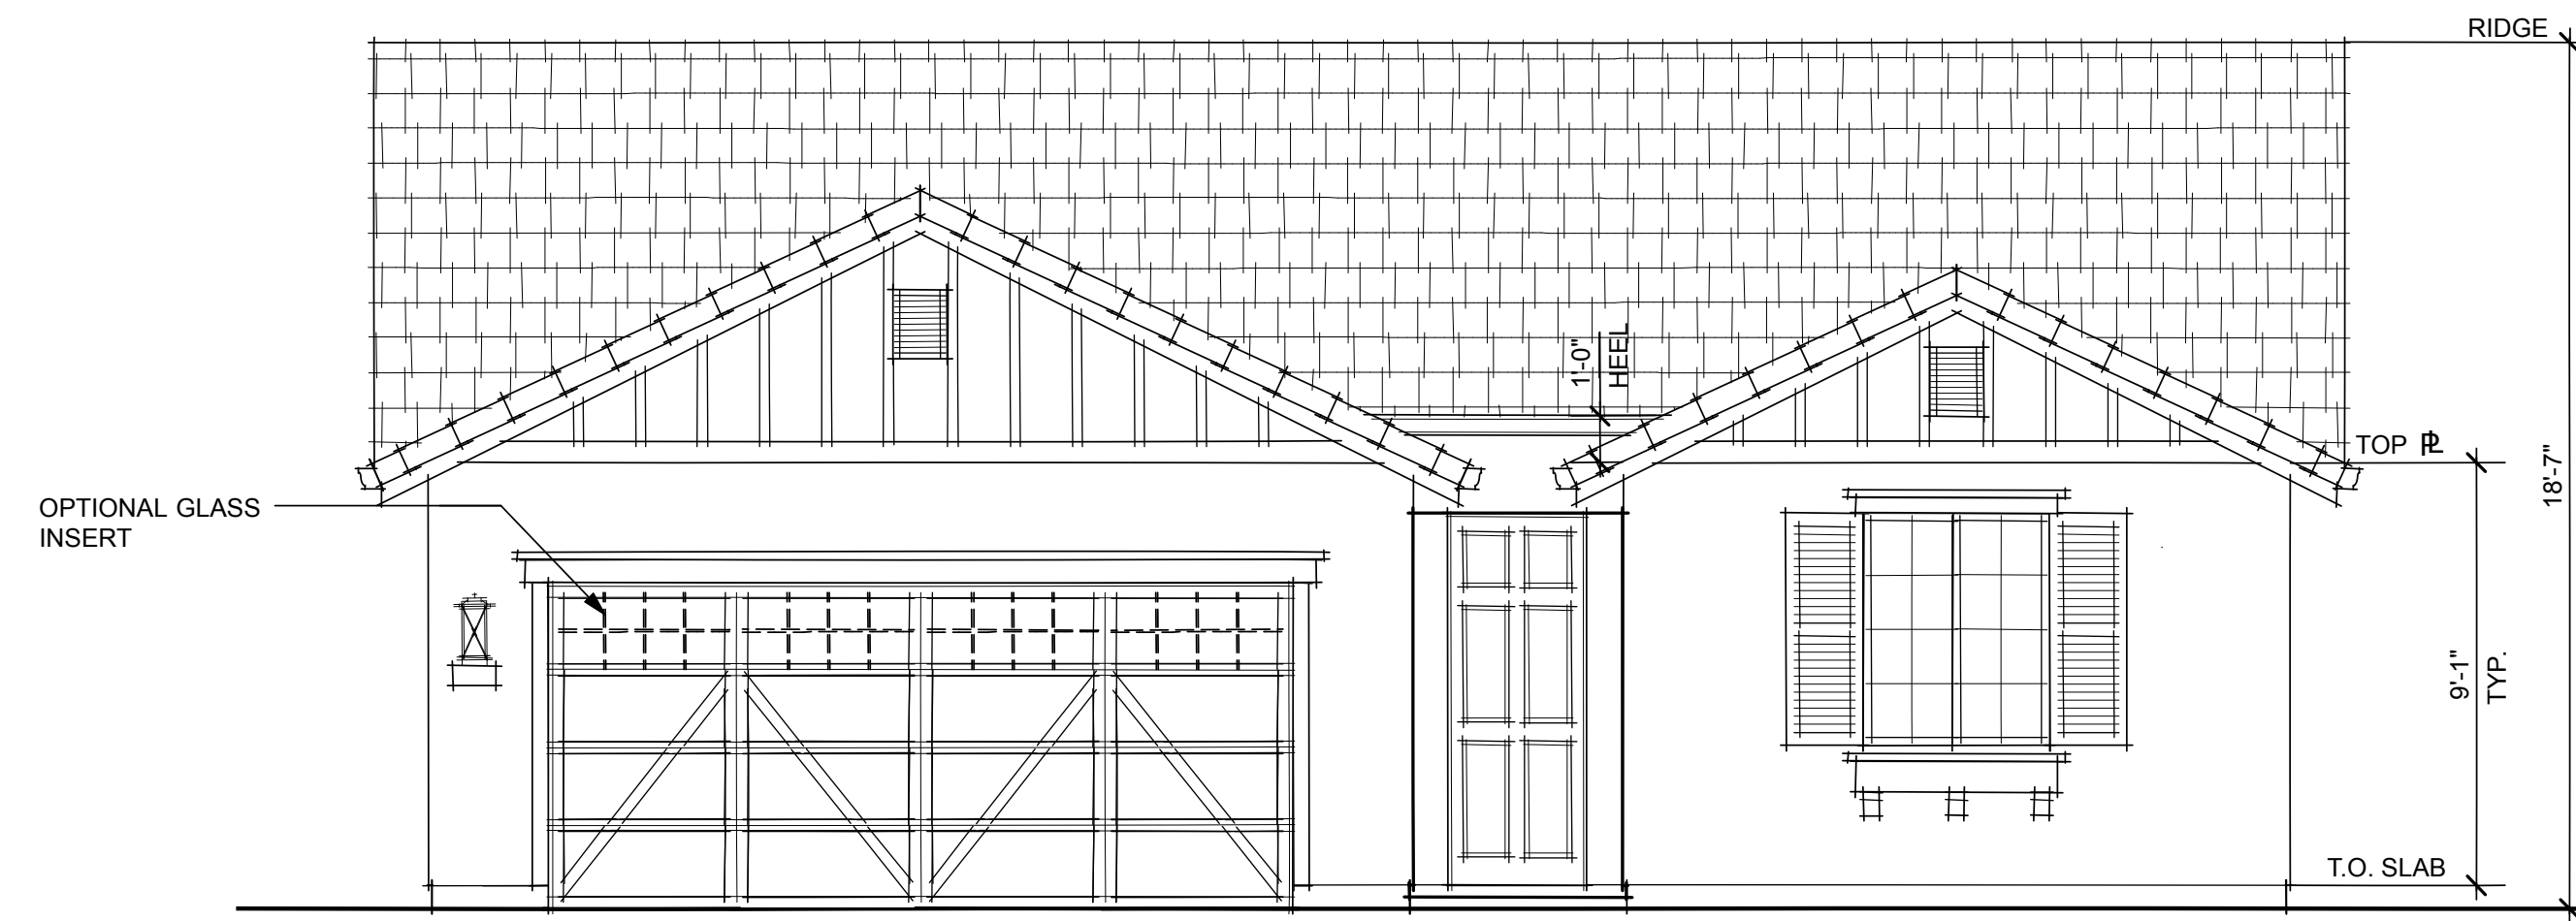 RIDGE
1'-0"
HEEL
TOP PL
18'-7"
OPTIONAL GLASS
INSERT
9'-1"
TYP.
T.O. SLAB